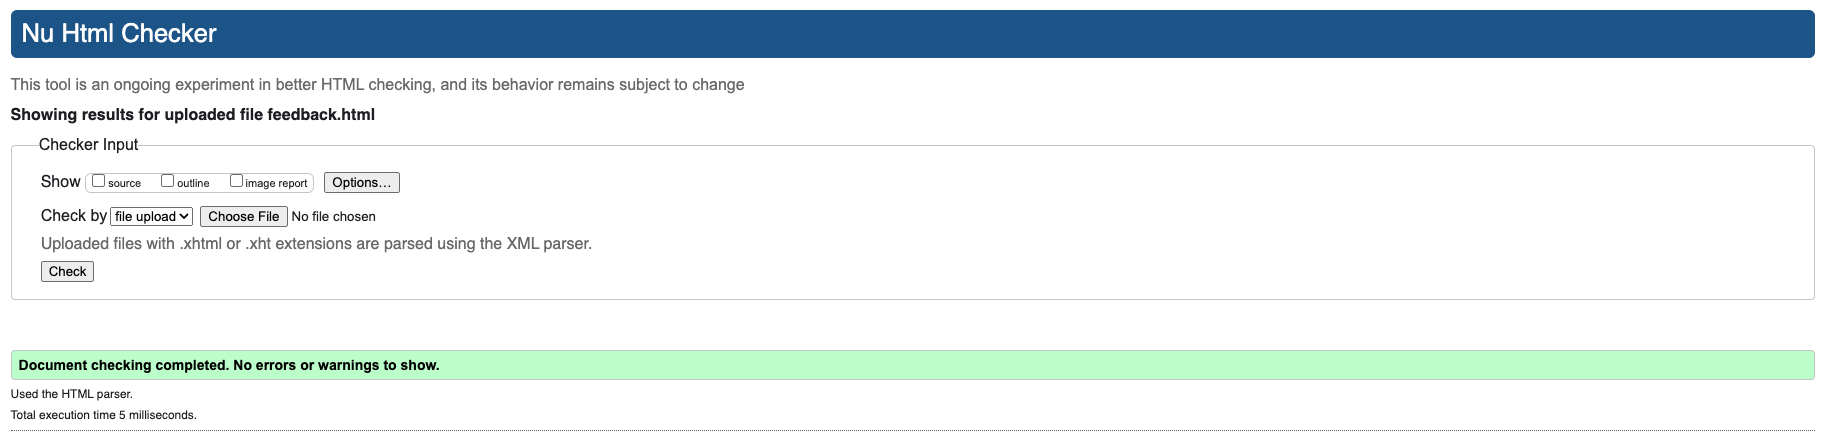 Nu Html Checker
This tool is an ongoing experiment in better HTML checking, and its behavior remains subject to change
Showing results for uploaded file feedback.html
Checker Input
Show source outline image report Options…
Check by file upload Choose File No file chosen
Uploaded files with .xhtml or .xht extensions are parsed using the XML parser.
Check
Document checking completed. No errors or warnings to show.
Used the HTML parser.
Total execution time 5 milliseconds.